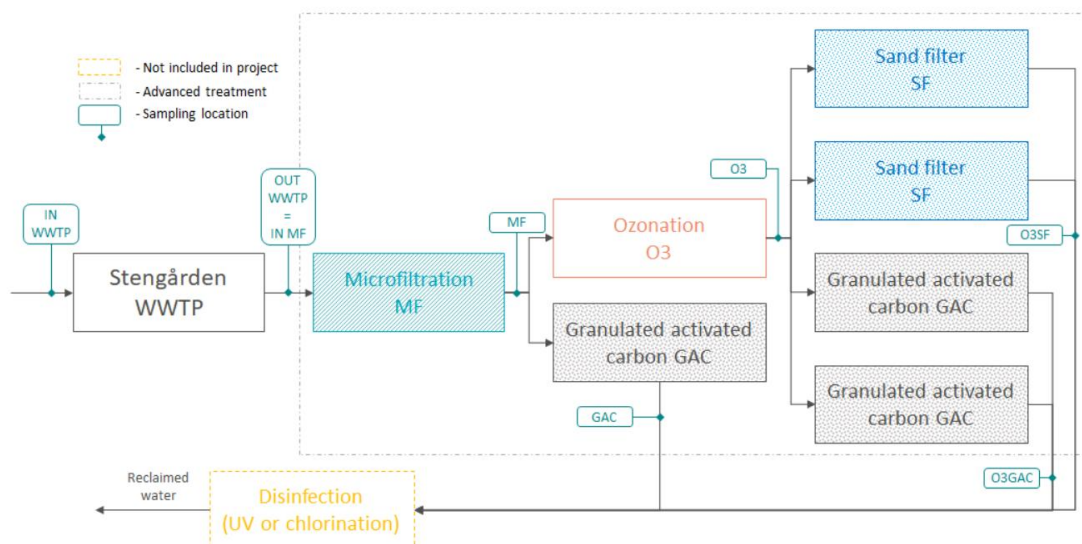 - Not included in project
- Advanced treatment
- Sampling location
IN
WWTP
Stengården
WWTP
OUT
WWTP
=
IN MF
Microfiltration
MF
MF
Ozonation
O3
Granulated activated
carbon GAC
GAC
O3
Sand filter
SF
Sand filter
SF
O3SF
Granulated activated
carbon GAC
Granulated activated
carbon GAC
O3GAC
Reclaimed
water
Disinfection
(UV or chlorination)